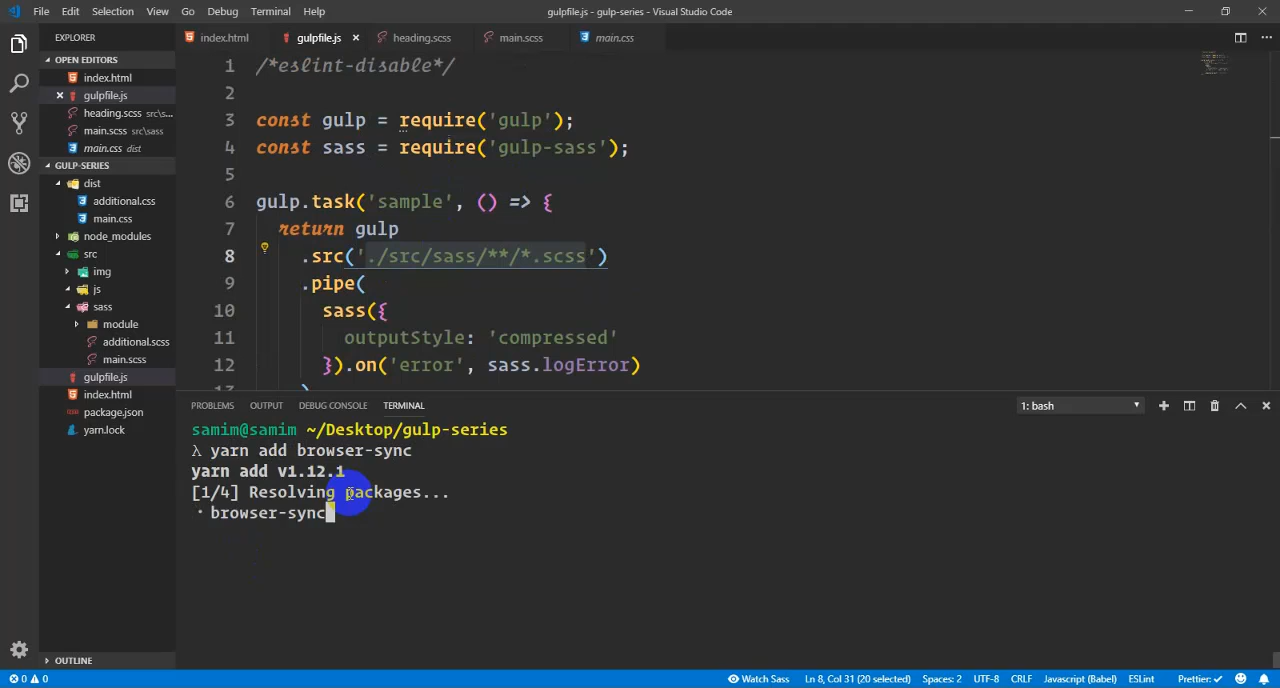 File Edit Selection View Go Debug Terminal Help
gulpfile.js - gulp-series - Visual Studio Code
EXPLORER
OPEN EDITORS
index.html
gulpfile.js
heading.scss src\s...
main.scss src\sass
main.css dist
GULP-SERIES
dist
additional.css
main.css
node_modules
src
img
js
sass
module
additional.scss
main.scss
gulpfile.js
index.html
package.json
yarn.lock
OUTLINE
index.html gulpfile.js heading.scss main.scss main.css
1 /*eslint-disable*/
2
3 const gulp = require('gulp');
4 const sass = require('gulp-sass');
5
6 gulp.task('sample', () => {
7 return gulp
8 .src('./src/sass/**/*.scss')
9 .pipe(
10 sass({
11 outputStyle: 'compressed'
12 }).on('error', sass.logError)
13 )
PROBLEMS OUTPUT DEBUG CONSOLE TERMINAL
1: bash
samim@samim ~/Desktop/gulp-series
λ yarn add browser-sync
yarn add v1.12.1
[1/4] Resolving packages...
⠂ browser-sync
0 0
Watch Sass Ln 8, Col 31 (20 selected) Spaces: 2 UTF-8 CRLF Javascript (Babel) ESLint Prettier: ✓